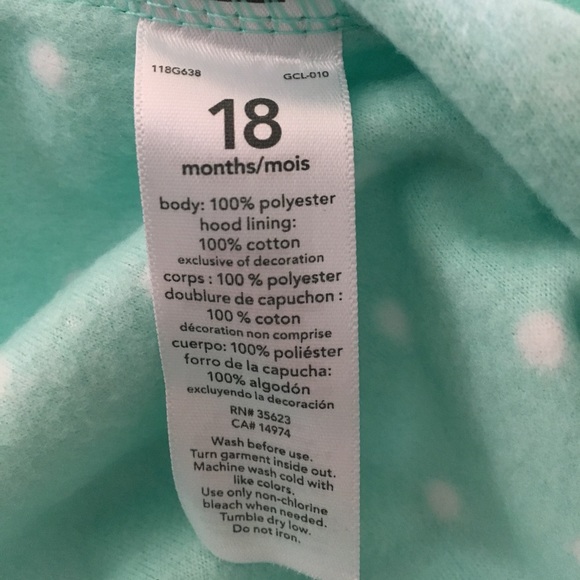 118G638 GCL-010
18
months/mois
body: 100% polyester
hood lining:
100% cotton
exclusive of decoration
corps : 100 % polyester
doublure de capuchon :
100 % coton
décoration non comprise
cuerpo: 100% poliéster
forro de la capucha:
100% algodón
excluyendo la decoración
RN# 35623
CA# 14974
Wash before use.
Turn garment inside out.
Machine wash cold with
like colors.
Use only non-chlorine
bleach when needed.
Tumble dry low.
Do not iron.